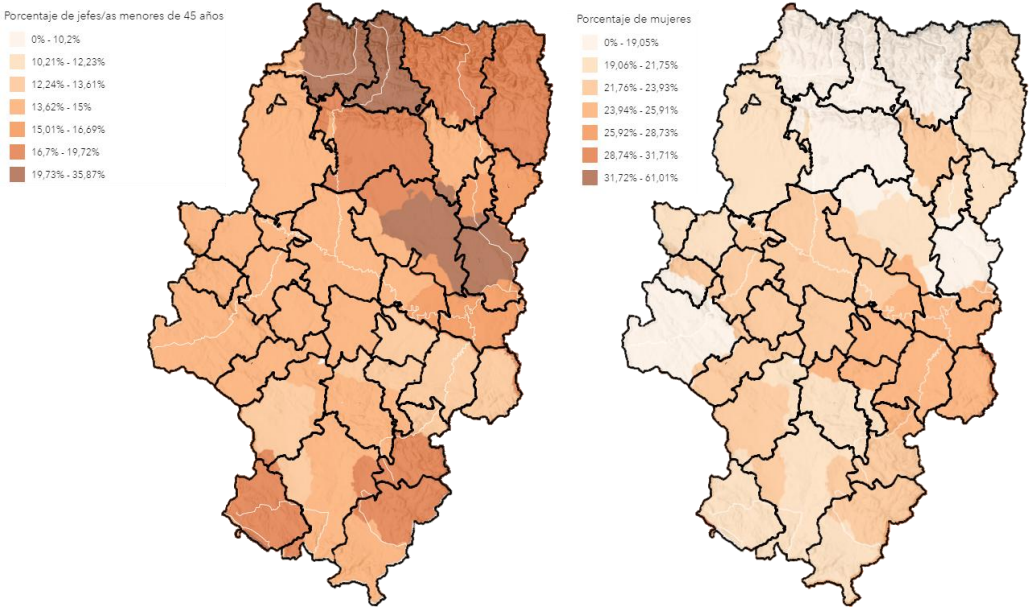 Porcentaje de jefes/as menores de 45 años
0% - 10,2%
10,21% - 12,23%
12,24% - 13,61%
13,62% - 15%
15,01% - 16,69%
16,7% - 19,72%
19,73% - 35,87%
Porcentaje de mujeres
0% - 19,05%
19,06% - 21,75%
21,76% - 23,93%
23,94% - 25,91%
25,92% - 28,73%
28,74% - 31,71%
31,72% - 61,01%